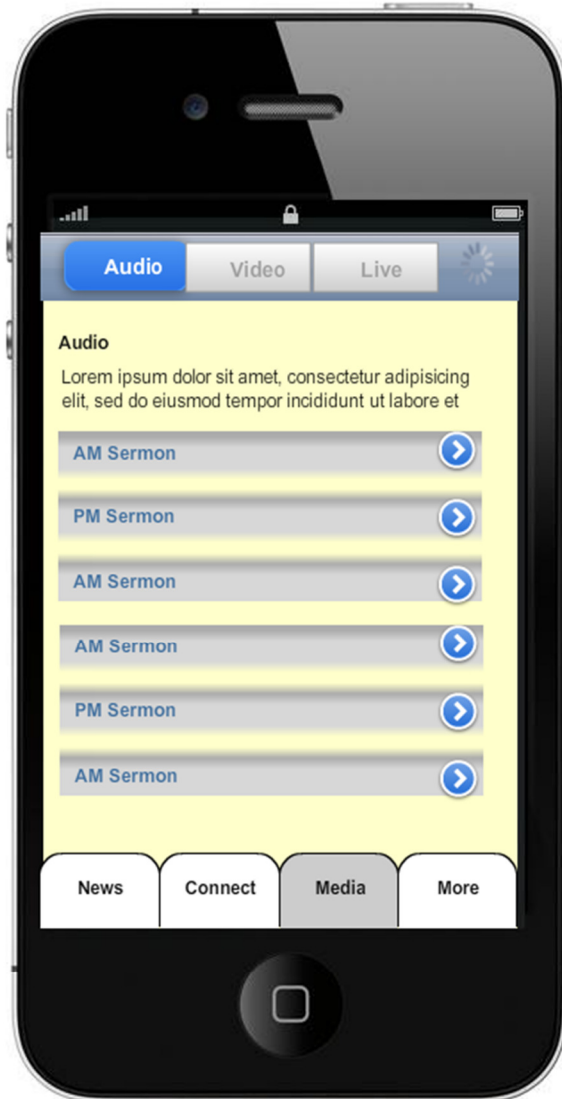 Audio Video Live
Audio
Lorem ipsum dolor sit amet, consectetur adipisicing
elit, sed do eiusmod tempor incididunt ut labore et
AM Sermon
PM Sermon
AM Sermon
AM Sermon
PM Sermon
AM Sermon
News Connect Media More